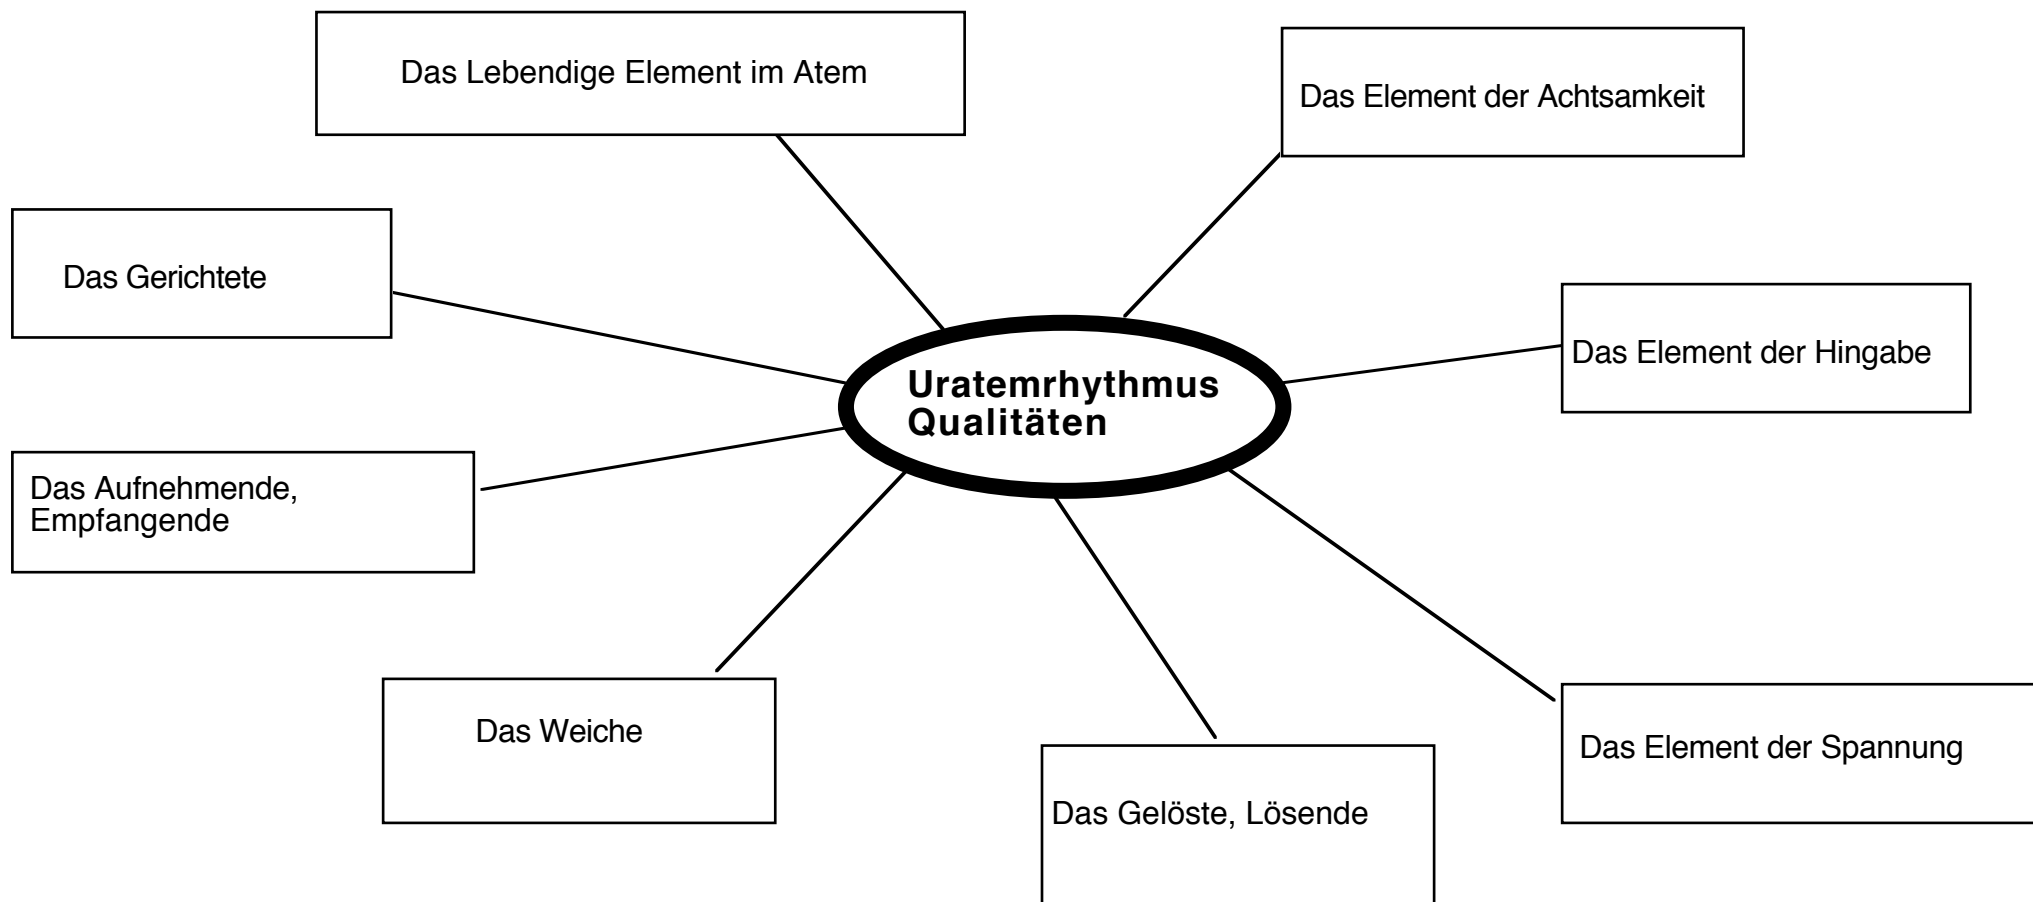 Das Lebendige Element im Atem
Das Element der Achtsamkeit
Das Gerichtete
Das Element der Hingabe
Uratemrhythmus
Qualitäten
Das Aufnehmende,
Empfangende
Das Weiche
Das Element der Spannung
Das Gelöste, Lösende